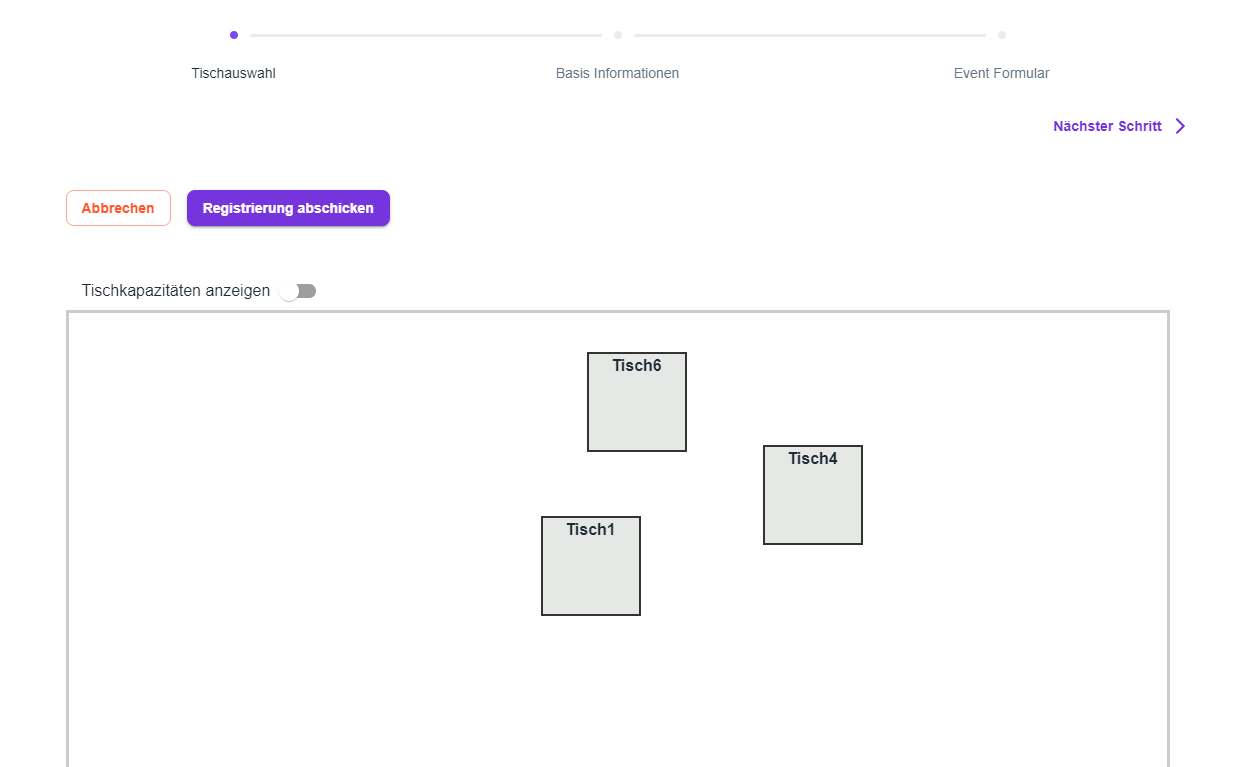 Tischauswahl
Basis Informationen
Event Formular
Nächster Schritt
Abbrechen
Registrierung abschicken
Tischkapazitäten anzeigen
Tisch6
Tisch4
Tisch1